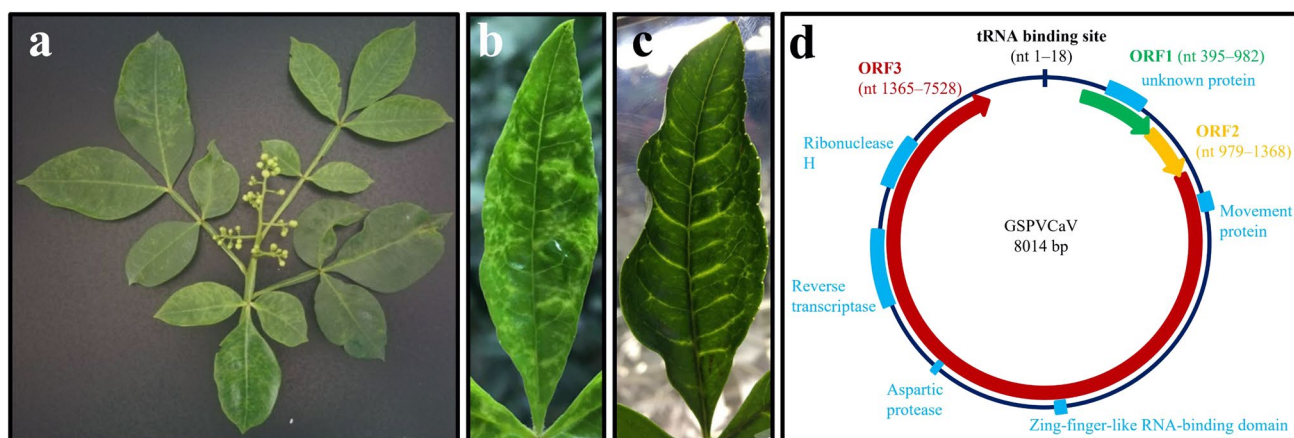 a
b
c
d
tRNA binding site
(nt 1–18)
ORF1 (nt 395–982)
unknown protein
ORF3
(nt 1365–7528)
ORF2
(nt 979–1368)
Ribonuclease
H
Movement
protein
GSPVCaV
8014 bp
Reverse
transcriptase
Aspartic
protease
Zing-finger-like RNA-binding domain